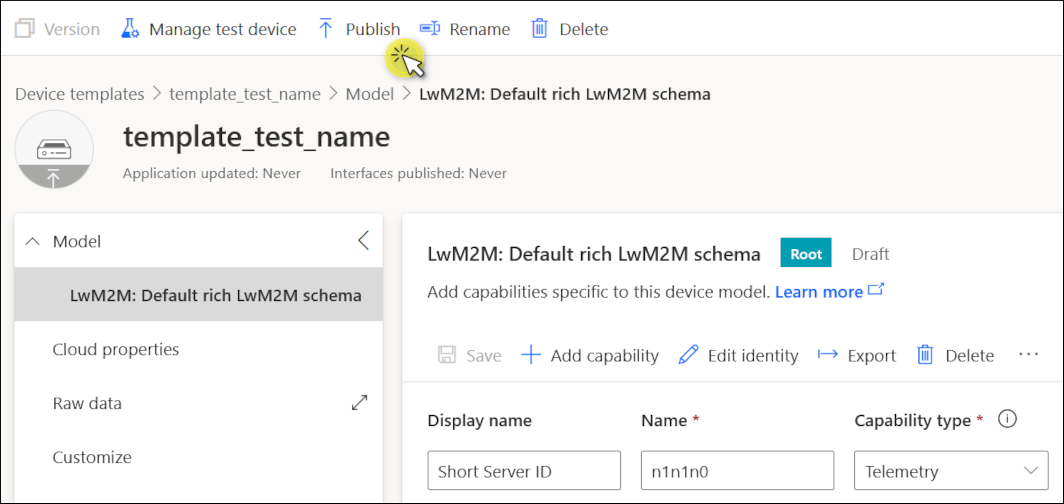 Version Manage test device Publish Rename Delete
Device templates > template_test_name > Model > LwM2M: Default rich LwM2M schema
template_test_name
Application updated: Never Interfaces published: Never
Model
LwM2M: Default rich LwM2M schema
Cloud properties
Raw data
Customize
LwM2M: Default rich LwM2M schema Root Draft
Add capabilities specific to this device model. Learn more
Save Add capability Edit identity Export Delete ...
Display name Name * Capability type *
Short Server ID n1n1n0 Telemetry